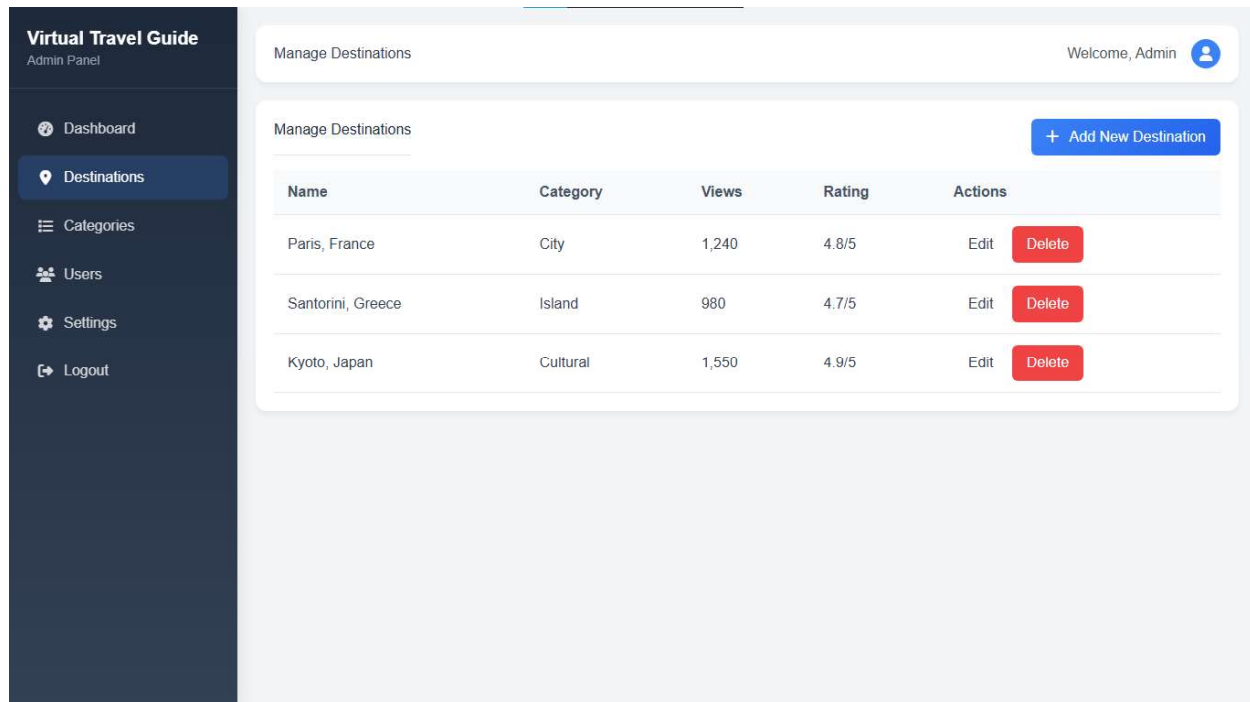 Virtual Travel Guide
Admin Panel
Dashboard
Destinations
Categories
Users
Settings
Logout
Manage Destinations
Welcome, Admin
Manage Destinations
+ Add New Destination
Name Category Views Rating Actions
Paris, France City 1,240 4.8/5 Edit Delete
Santorini, Greece Island 980 4.7/5 Edit Delete
Kyoto, Japan Cultural 1,550 4.9/5 Edit Delete